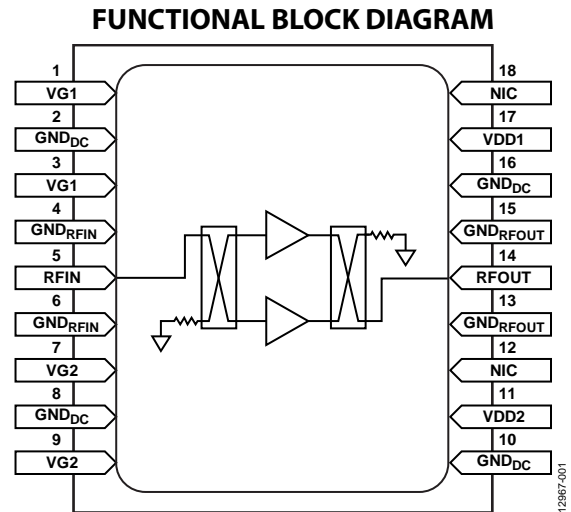 FUNCTIONAL BLOCK DIAGRAM
1
VG1
2
GNDDC
3
VG1
4
GNDRFIN
5
RFIN
6
GNDRFIN
7
VG2
8
GNDDC
9
VG2
18
NIC
17
VDD1
16
GNDDC
15
GNDRFOUT
14
RFOUT
13
GNDRFOUT
12
NIC
11
VDD2
10
GNDDC
12967-001